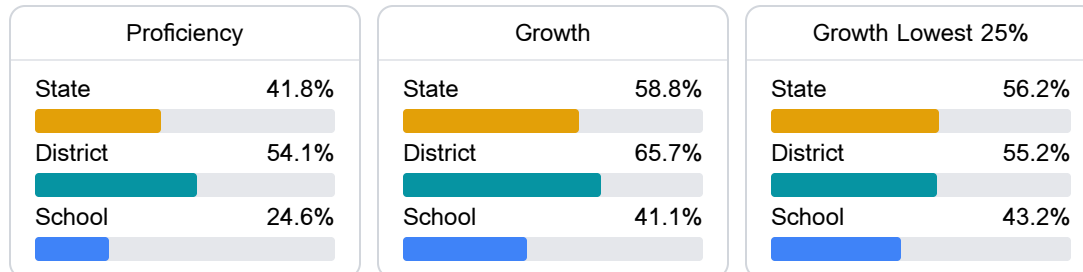 Proficiency
State 41.8%
District 54.1%
School 24.6%
Growth
State 58.8%
District 65.7%
School 41.1%
Growth Lowest 25%
State 56.2%
District 55.2%
School 43.2%